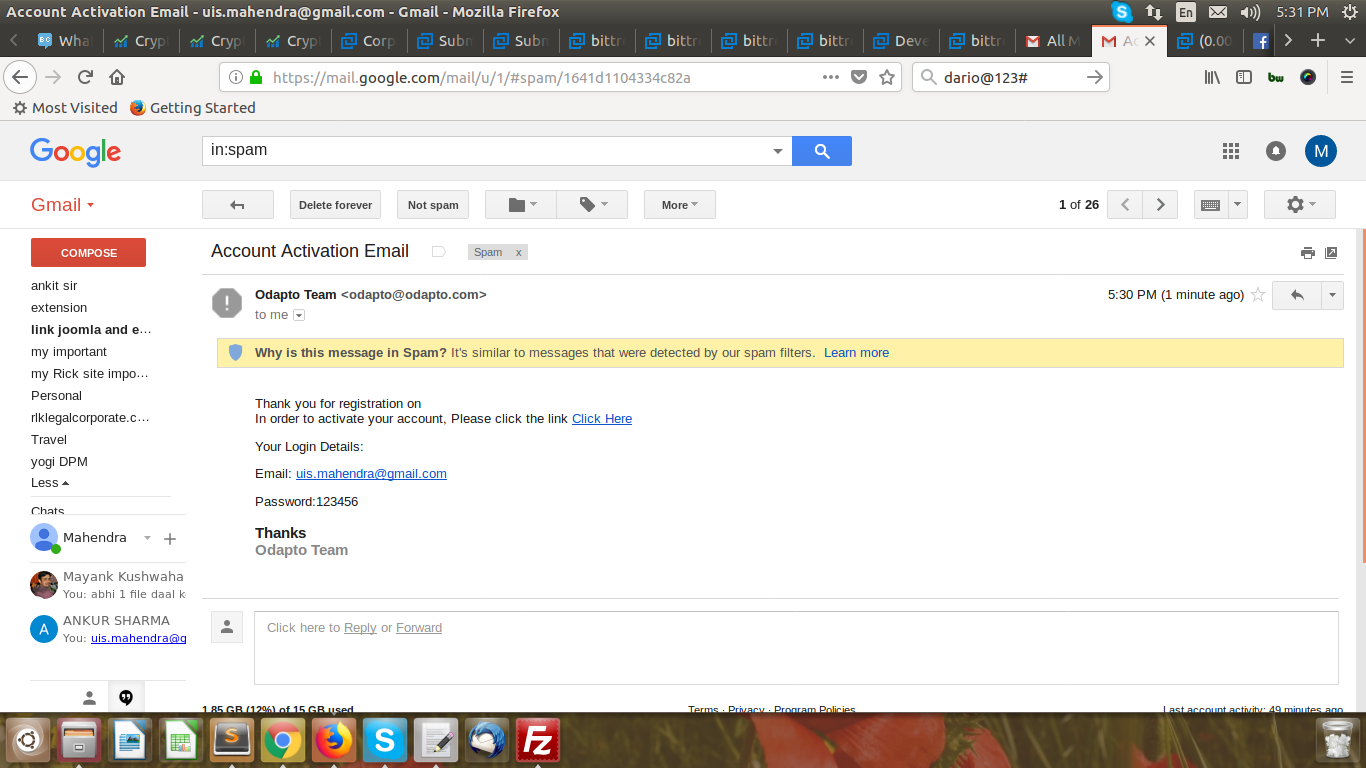 Account Activation Email - uis.mahendra@gmail.com - Gmail - Mozilla Firefox
En
5:31 PM
Wha
Cryp
Cryp
Cryp
Corp
Subm
Subm
bittr
bittr
bittr
bittr
Deve
bittr
All M
Ac
(0.00
https://mail.google.com/mail/u/1/#spam/1641d1104334c82a
dario@123#
bw
Most Visited
Getting Started
Google
in:spam
M
Gmail
Delete forever
Not spam
More
1 of 26
COMPOSE
ankit sir
extension
link joomla and e…
my important
my Rick site impo…
Personal
rlklegalcorporate.c…
Travel
yogi DPM
Less
Chats
Mahendra
Mayank Kushwaha
You: abhi 1 file daal k
A
ANKUR SHARMA
You: uis.mahendra@g
Account Activation Email
Spam x
Odapto Team <odapto@odapto.com>
5:30 PM (1 minute ago)
to me
Why is this message in Spam? It's similar to messages that were detected by our spam filters. Learn more
Thank you for registration on
In order to activate your account, Please click the link Click Here
Your Login Details:
Email: uis.mahendra@gmail.com
Password:123456
Thanks
Odapto Team
Click here to Reply or Forward
1.85 GB (12%) of 15 GB used
Terms · Privacy · Program Policies
Last account activity: 49 minutes ago